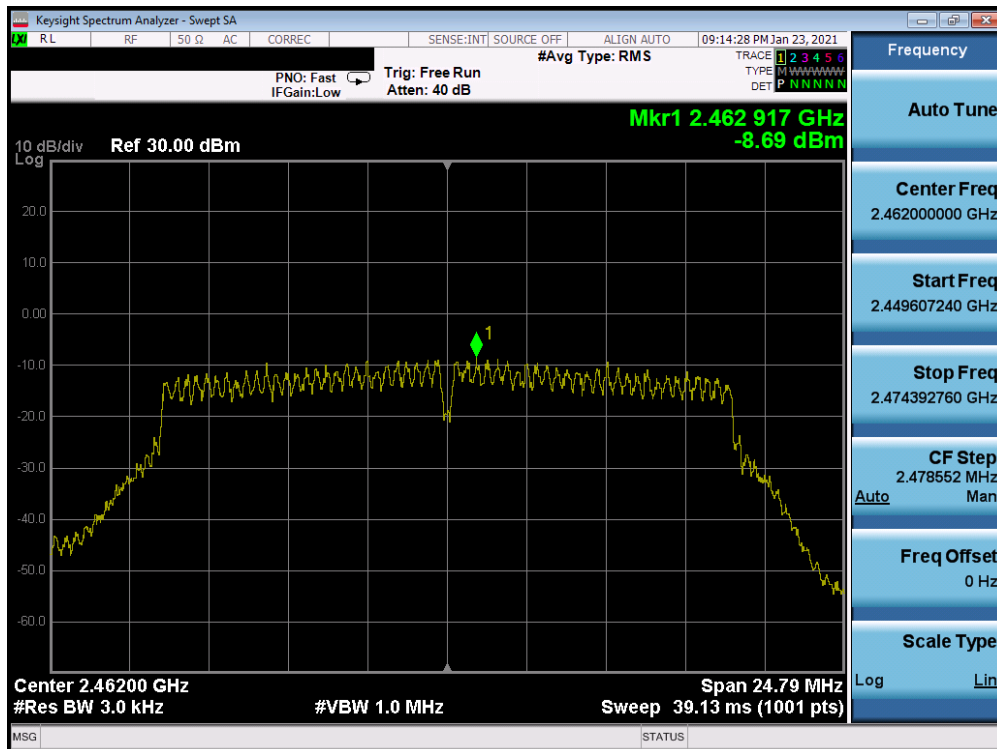 Keysight Spectrum Analyzer - Swept SA
LXI RL RF 50 Ω AC CORREC SENSE:INT SOURCE OFF ALIGN AUTO 09:14:28 PM Jan 23, 2021
PNO: Fast
IFGain:Low
Trig: Free Run
Atten: 40 dB
#Avg Type: RMS
TRACE 1 2 3 4 5 6
TYPE M WWWWW
DET P N N N N N
Mkr1 2.462 917 GHz
-8.69 dBm
10 dB/div Ref 30.00 dBm
Log
20.0
10.0
0.00
-10.0
-20.0
-30.0
-40.0
-50.0
-60.0
1
Center 2.46200 GHz Span 24.79 MHz
#Res BW 3.0 kHz #VBW 1.0 MHz Sweep 39.13 ms (1001 pts)
MSG STATUS
Frequency
Auto Tune
Center Freq
2.462000000 GHz
Start Freq
2.449607240 GHz
Stop Freq
2.474392760 GHz
CF Step
2.478552 MHz
Auto Man
Freq Offset
0 Hz
Scale Type
Log Lin